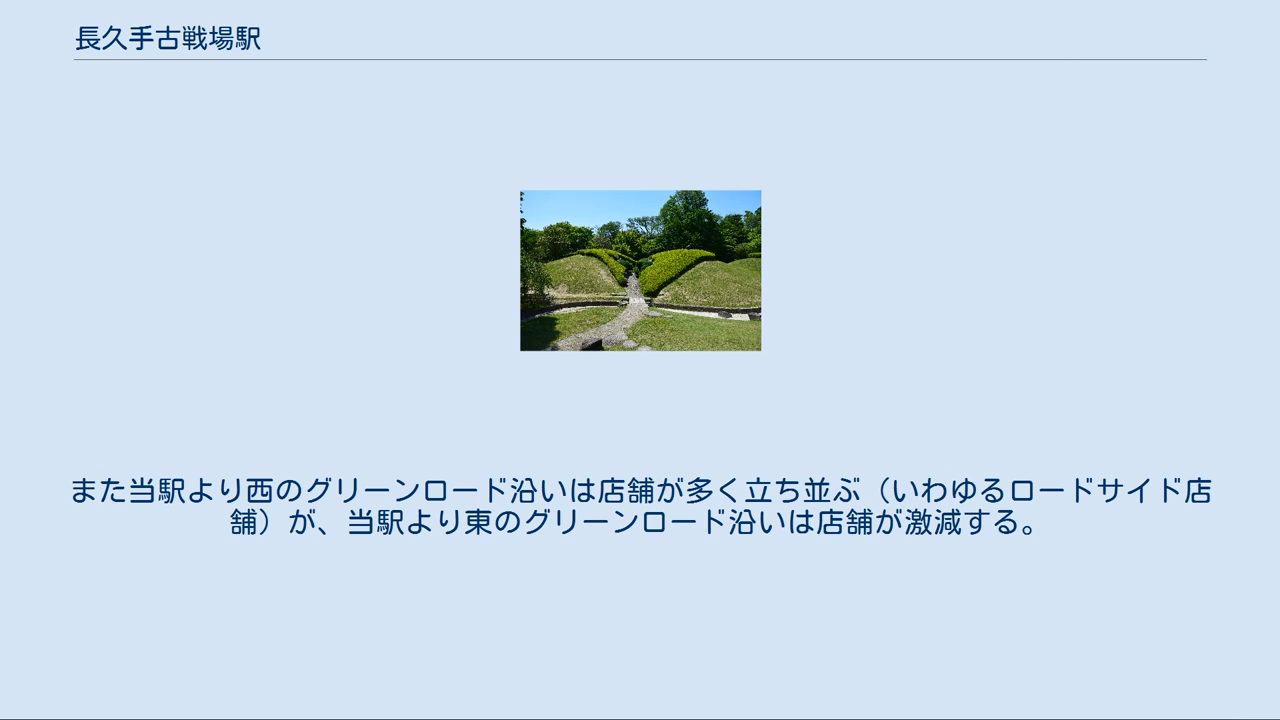 長久手古戦場駅
また当駅より西のグリーンロード沿いは店舗が多く立ち並ぶ（いわゆるロードサイド店
舗）が、当駅より東のグリーンロード沿いは店舗が激減する。